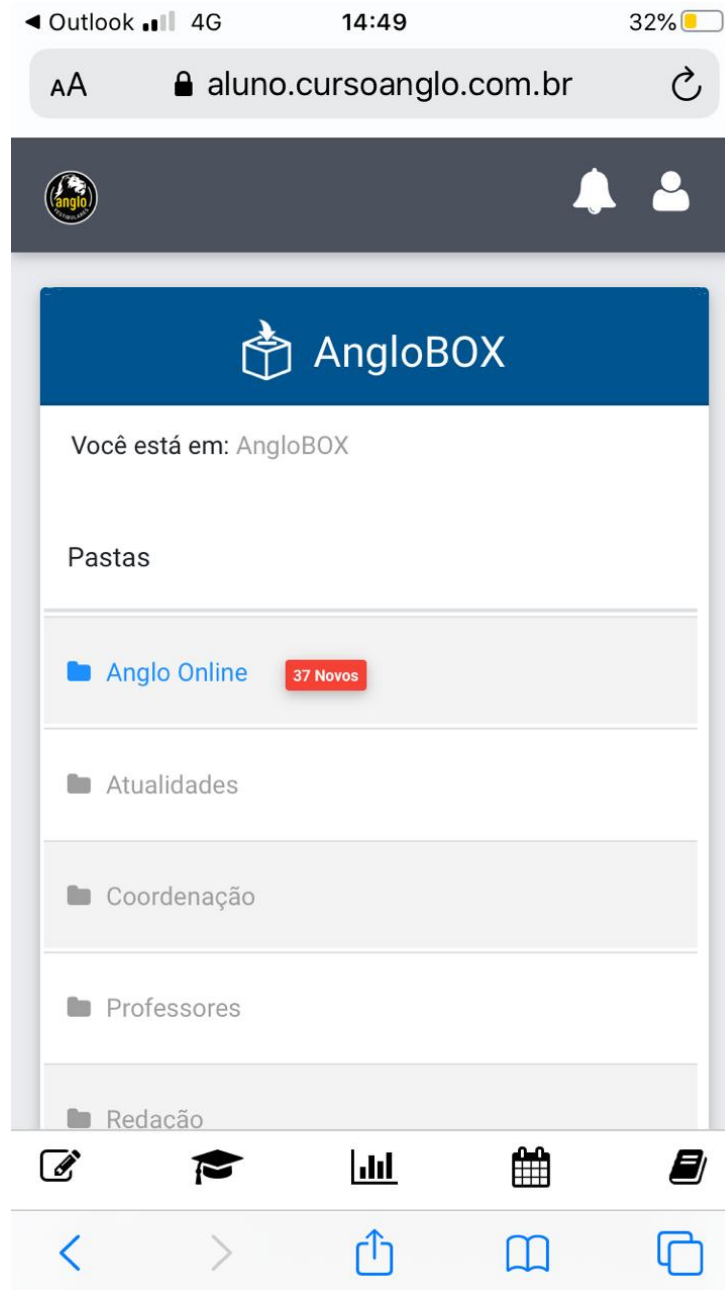 ◀ Outlook 4G 14:49 32%
AA aluno.cursoanglo.com.br
anglo
AngloBOX
Você está em: AngloBOX
Pastas
Anglo Online 37 Novos
Atualidades
Coordenação
Professores
Redação